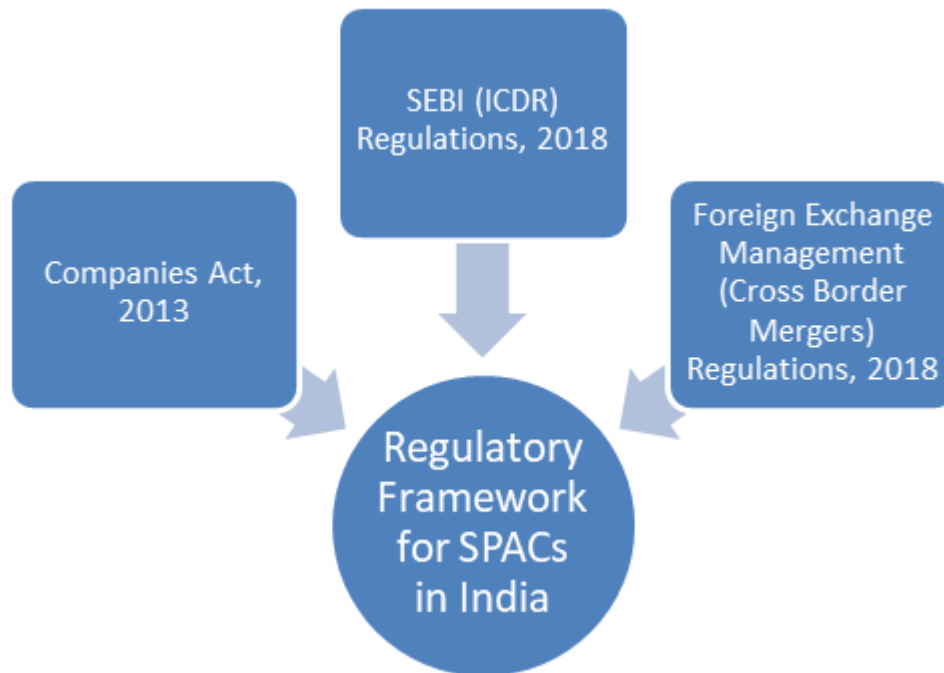 SEBI (ICDR)
Regulations, 2018
Companies Act,
2013
Foreign Exchange
Management
(Cross Border
Mergers)
Regulations, 2018
Regulatory
Framework
for SPACs
in India